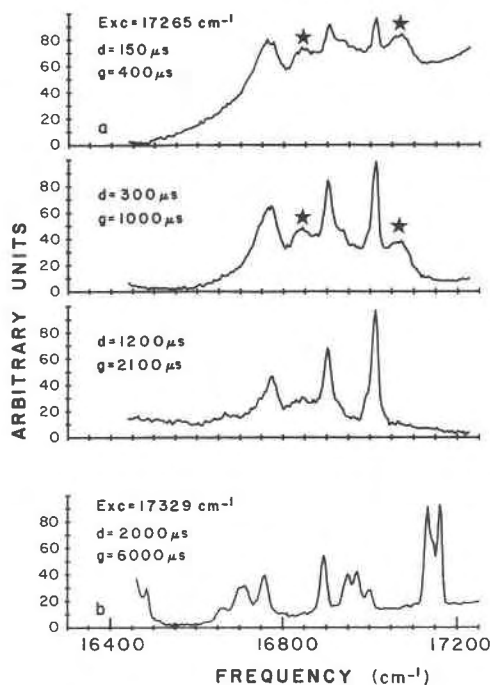 Exc=17265 cm-1
80
d=150 μs
60
g=400 μs
40
20
a
0
80
d=300 μs
60
g=1000 μs
40
20
0
80
d=1200 μs
60
g=2100 μs
40
20
0
ARBITRARY UNITS
Exc=17329 cm-1
80
d=2000 μs
60
g=6000 μs
40
20
b
0
16400 16800 17200
FREQUENCY (cm-1)